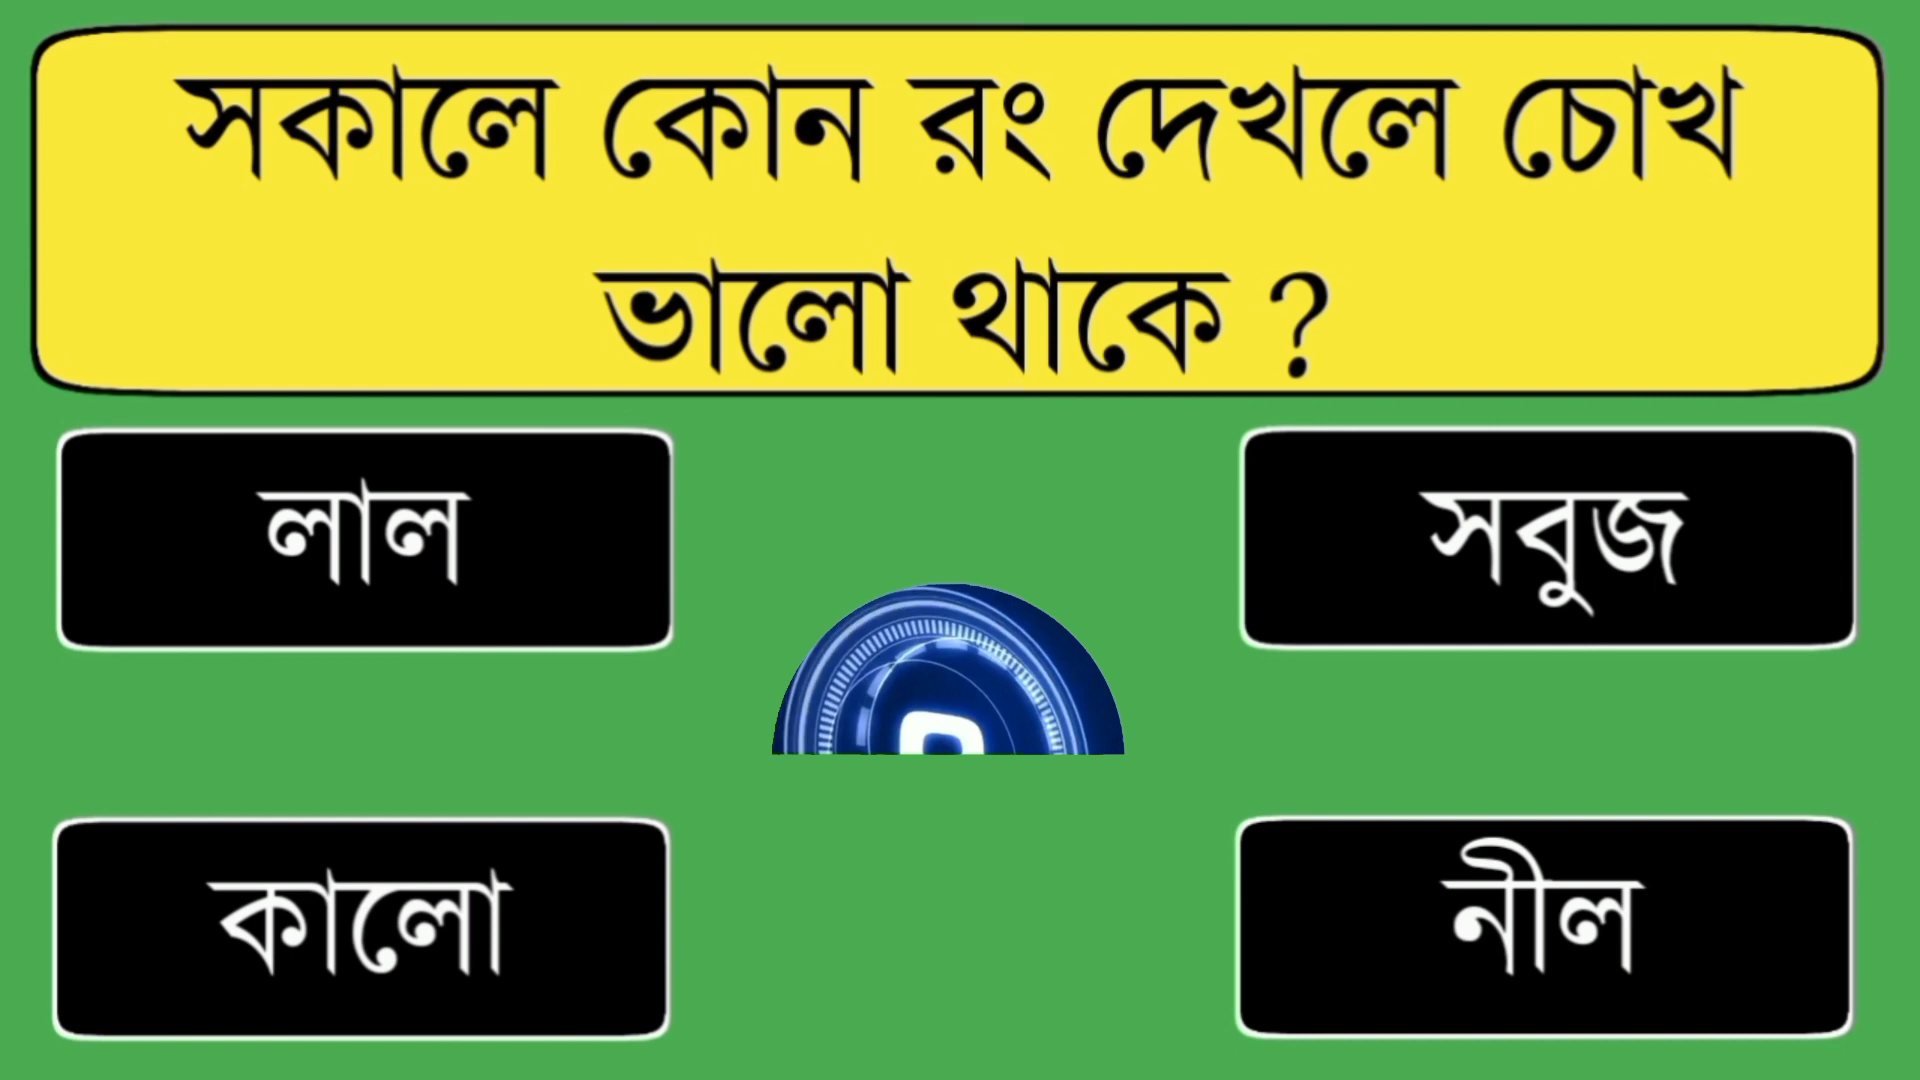 সকালে কোন রং দেখলে চোখ
ভালো থাকে ?
লাল
সবুজ
কালো
নীল